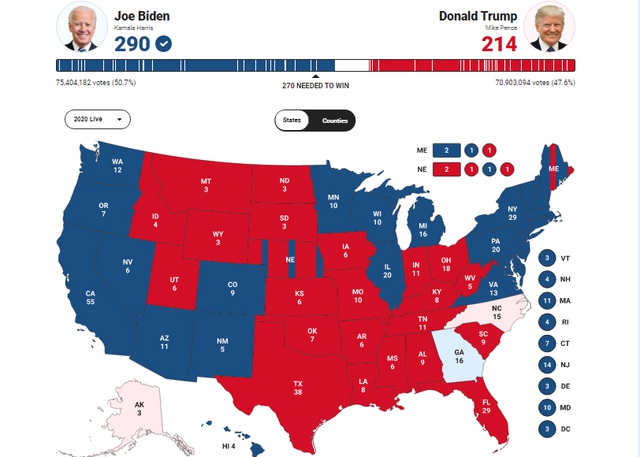 Joe Biden
Kamala Harris
290
Donald Trump
Mike Pence
214
75,404,182 votes (50.7%)
270 NEEDED TO WIN
70,903,094 votes (47.6%)
2020 Live
States
Counties
ME 2 1 1
NE 2 1 1 1
WA
12
MT
3
ND
3
MN
10
ME
OR
7
ID
4
WY
3
SD
3
WI
10
MI
16
NY
29
NV
6
UT
6
CO
9
NE
IA
6
IL
20
IN
11
OH
18
PA
20
CA
55
KS
6
MO
10
KY
8
WV
5
VA
13
AZ
11
NM
5
OK
7
AR
6
TN
11
NC
15
TX
38
LA
8
MS
6
AL
9
GA
16
SC
9
FL
29
AK
3
HI 4
3 VT
4 NH
11 MA
4 RI
7 CT
14 NJ
3 DE
10 MD
3 DC